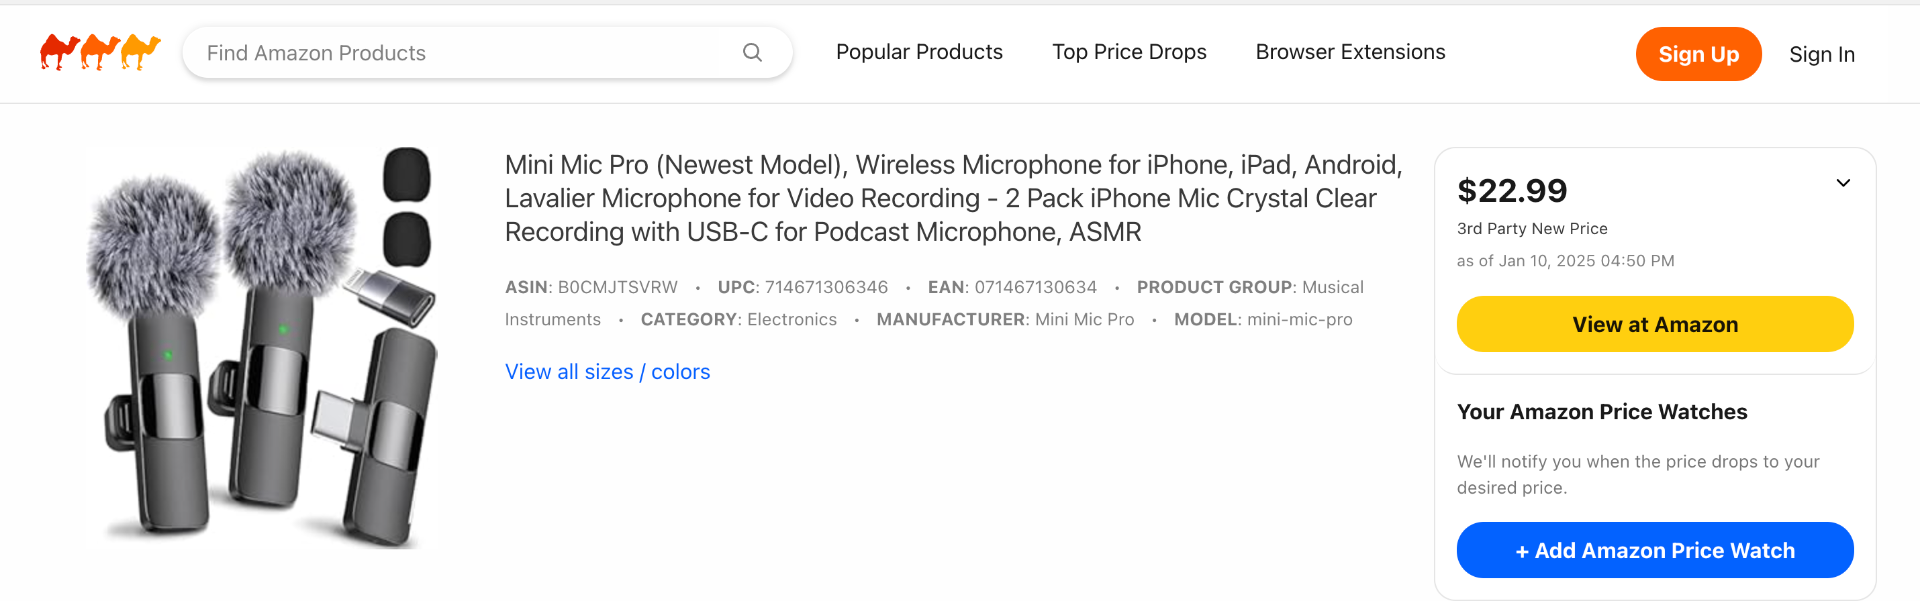 Find Amazon Products
Popular Products
Top Price Drops
Browser Extensions
Sign Up
Sign In
Mini Mic Pro (Newest Model), Wireless Microphone for iPhone, iPad, Android,
Lavalier Microphone for Video Recording - 2 Pack iPhone Mic Crystal Clear
Recording with USB-C for Podcast Microphone, ASMR
ASIN: B0CMJTSVRW • UPC: 714671306346 • EAN: 071467130634 • PRODUCT GROUP: Musical
Instruments • CATEGORY: Electronics • MANUFACTURER: Mini Mic Pro • MODEL: mini-mic-pro
View all sizes / colors
$22.99
3rd Party New Price
as of Jan 10, 2025 04:50 PM
View at Amazon
Your Amazon Price Watches
We'll notify you when the price drops to your
desired price.
+ Add Amazon Price Watch